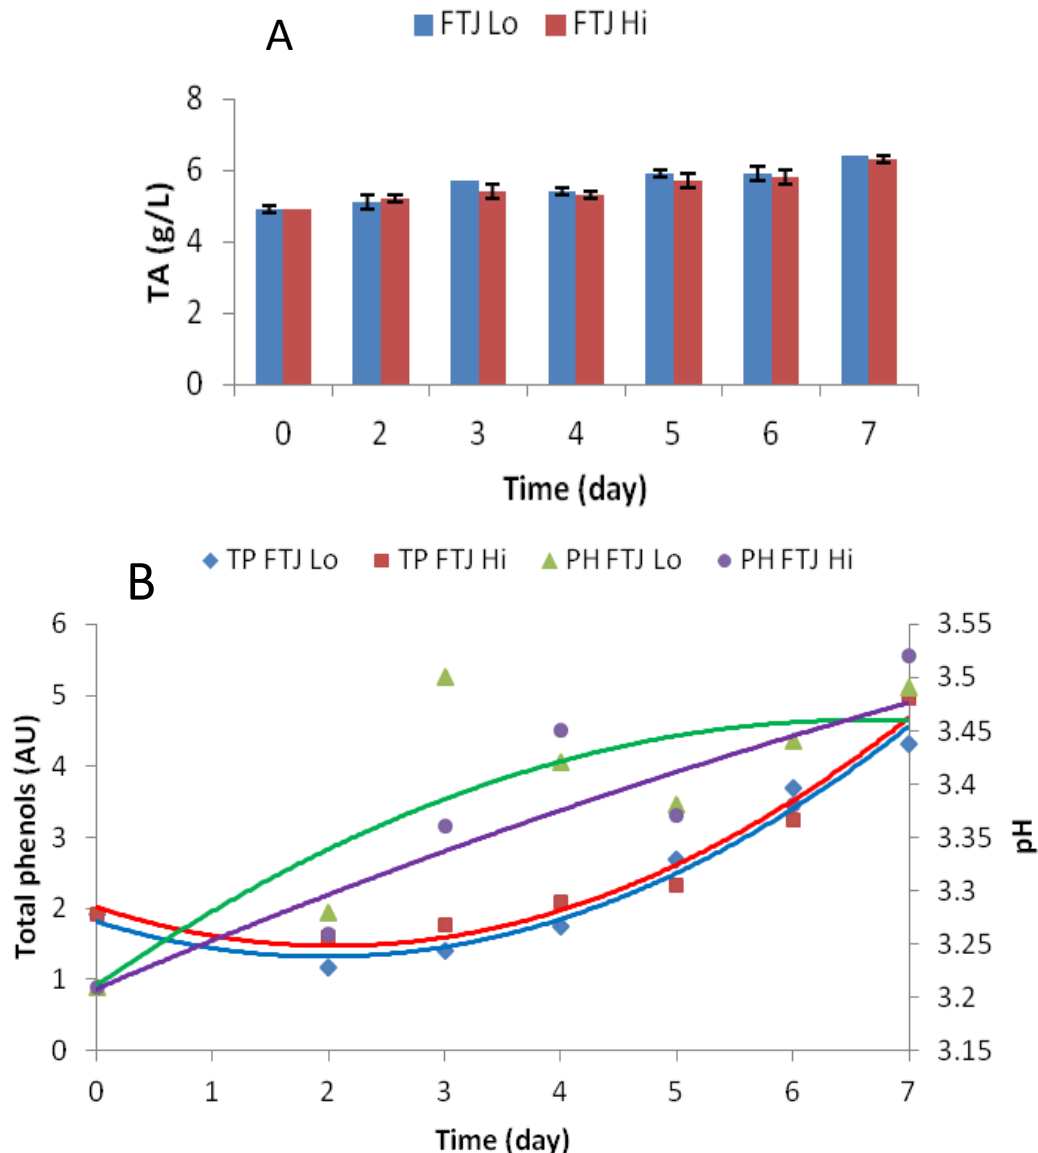 A
FTJ Lo FTJ Hi
TA (g/L)
8
6
4
2
0
0 2 3 4 5 6 7
Time (day)
TP FTJ Lo TP FTJ Hi PH FTJ Lo PH FTJ Hi
B
Total phenols (AU)
6
5
4
3
2
1
0
3.55
3.5
3.45
3.4
3.35
3.3
3.25
3.2
3.15
pH
0 1 2 3 4 5 6 7
Time (day)